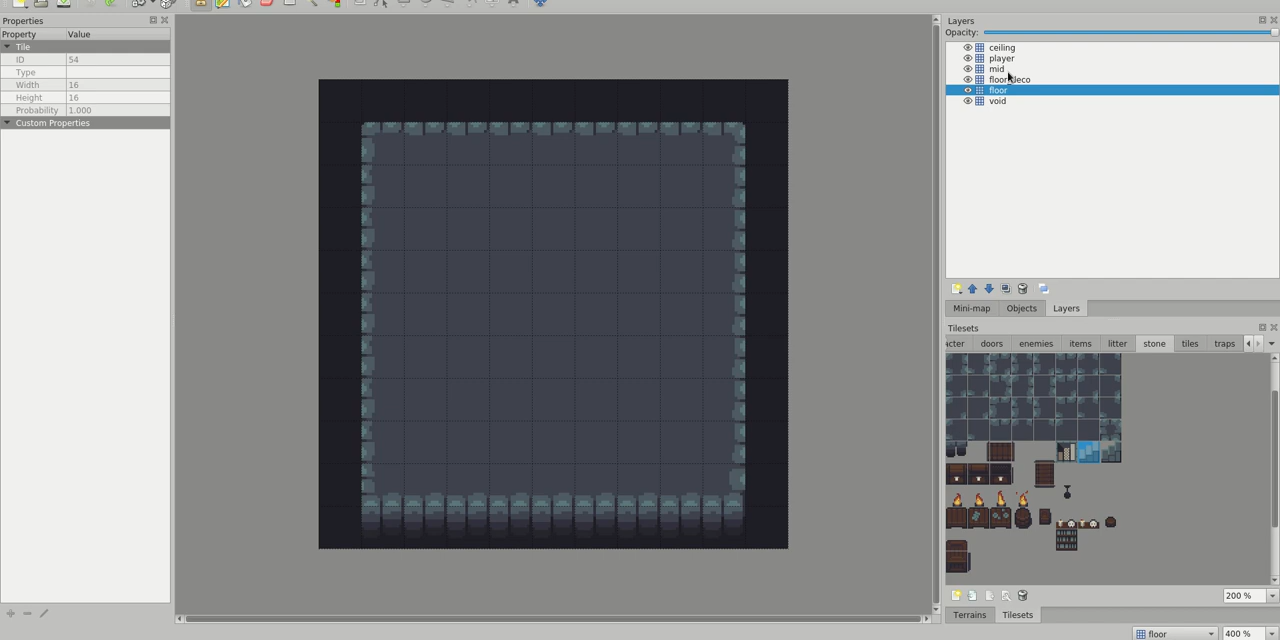 Properties
Property Value
Tile
ID 54
Type
Width 16
Height 16
Probability 1.000
Custom Properties
Layers
Opacity:
ceiling
player
mid
floor deco
floor
void
Mini-map Objects Layers
Tilesets
acter doors enemies items litter stone tiles traps
200 %
Terrains Tilesets
floor 400 %